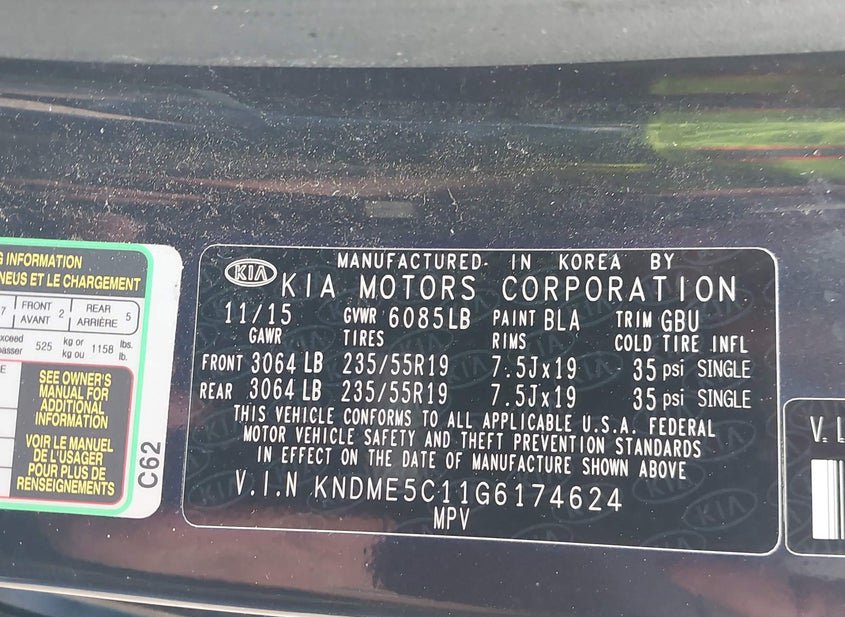 G INFORMATION
NEUS ET LE CHARGEMENT
7 FRONT AVANT 2 REAR ARRIÈRE 5
exceed
passer 525 kg or kg ou 1158 lbs. lb.
SEE OWNER'S
MANUAL FOR
ADDITIONAL
INFORMATION
VOIR LE MANUEL
DE L'USAGER
POUR PLUS DE
RENSEIGNEMENTS
C62
KIA
MANUFACTURED IN KOREA BY
KIA MOTORS CORPORATION
11/15 GVWR 6085LB PAINT BLA TRIM GBU
GAWR TIRES RIMS COLD TIRE INFL
FRONT 3064 LB 235/55R19 7.5Jx19 35 psi SINGLE
REAR 3064 LB 235/55R19 7.5Jx19 35 psi SINGLE
THIS VEHICLE CONFORMS TO ALL APPLICABLE U.S.A. FEDERAL
MOTOR VEHICLE SAFETY AND THEFT PREVENTION STANDARDS
IN EFFECT ON THE DATE OF MANUFACTURE SHOWN ABOVE
V.I.N KNDME5C11G6174624
MPV
V.I